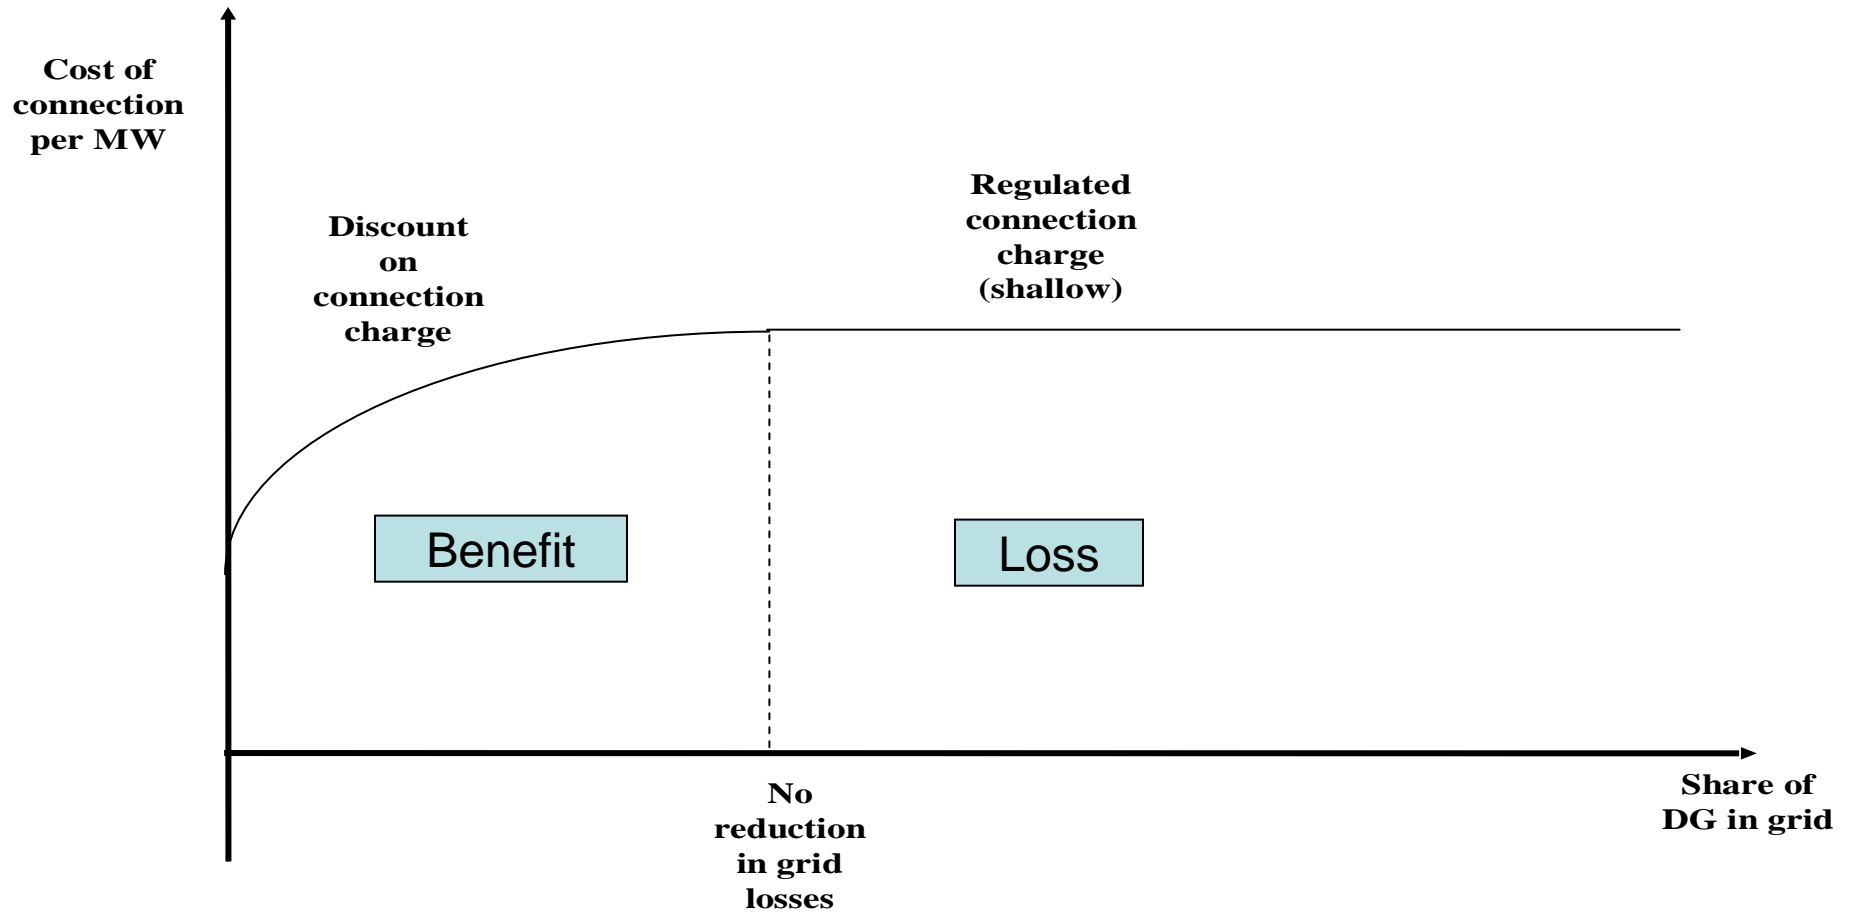 Cost of
connection
per MW
Discount
on
connection
charge
Regulated
connection
charge
(shallow)
Benefit
Loss
No
reduction
in grid
losses
Share of
DG in grid